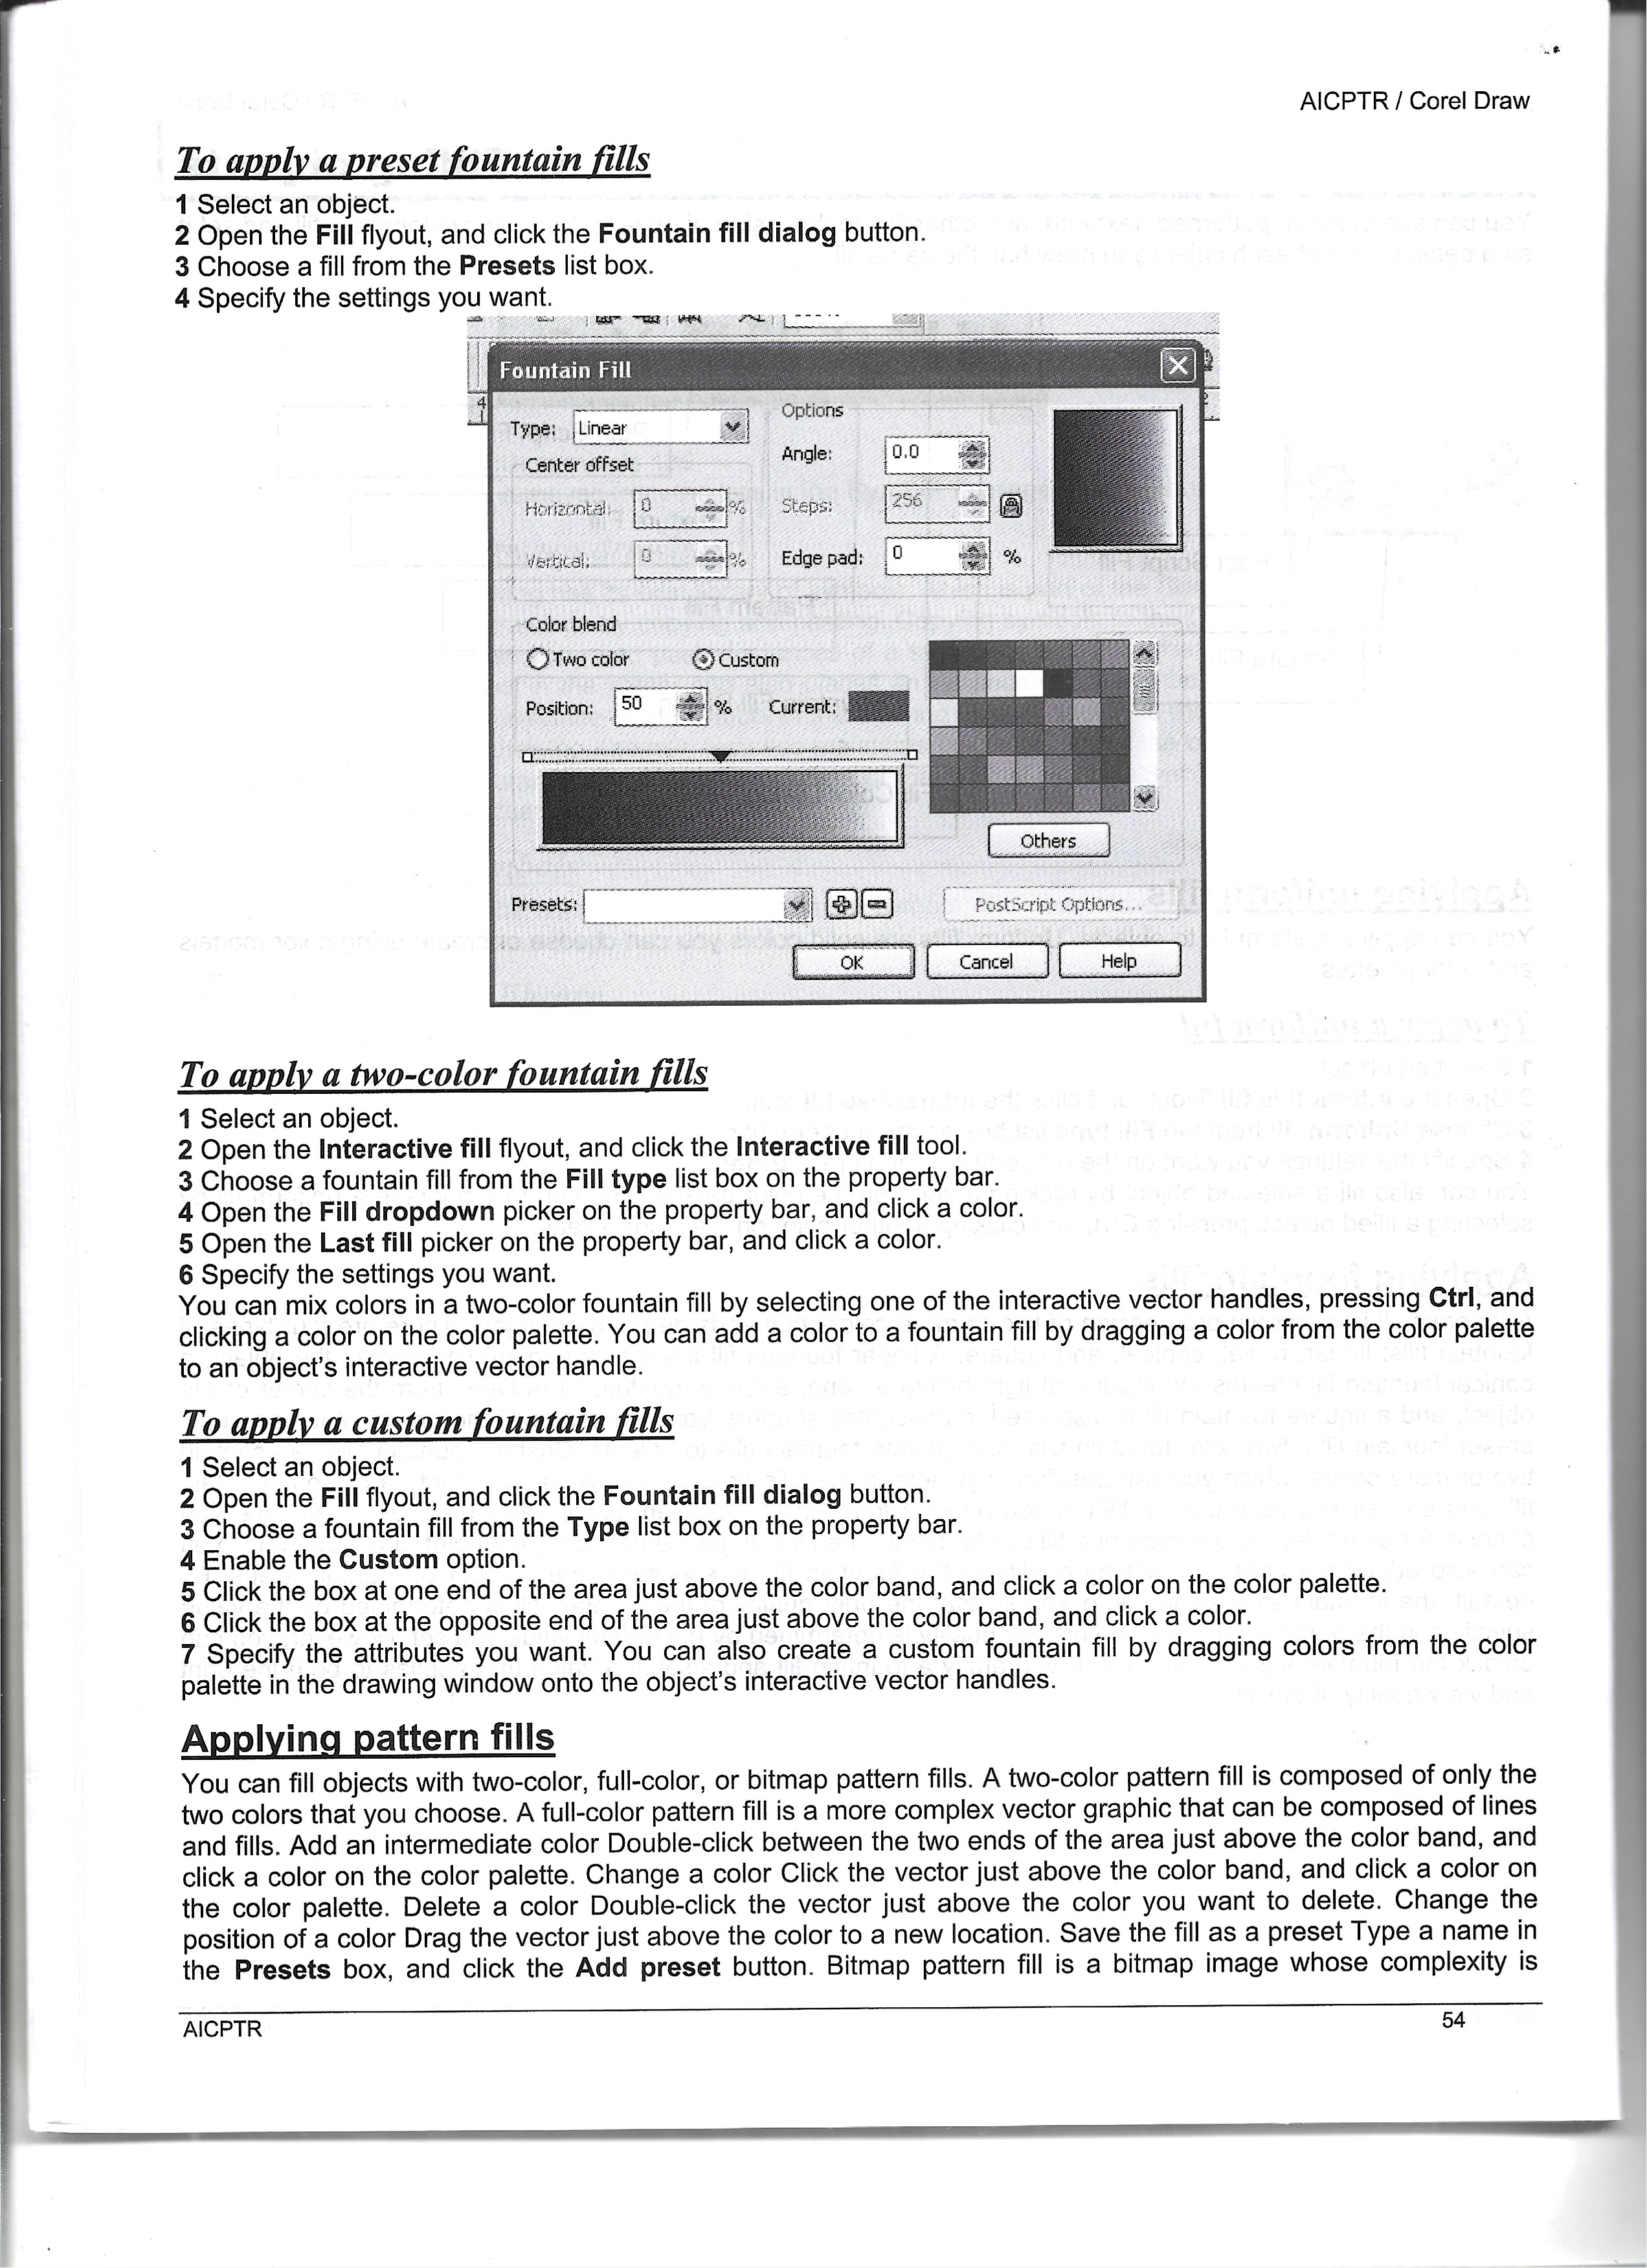 AICPTR / Corel Draw
To apply a preset fountain fills
1 Select an object.
2 Open the Fill flyout, and click the Fountain fill dialog button.
3 Choose a fill from the Presets list box.
4 Specify the settings you want.
Fountain Fill
Type: Linear
Options
Angle: 0.0
Center offset
Horizontal: 0 %
Steps: 256
Vertical: 0 %
Edge pad: 0 %
Color blend
Two color Custom
Position: 50 % Current:
Others
Presets: PostScript Options...
OK Cancel Help
To apply a two-color fountain fills
1 Select an object.
2 Open the Interactive fill flyout, and click the Interactive fill tool.
3 Choose a fountain fill from the Fill type list box on the property bar.
4 Open the Fill dropdown picker on the property bar, and click a color.
5 Open the Last fill picker on the property bar, and click a color.
6 Specify the settings you want.
You can mix colors in a two-color fountain fill by selecting one of the interactive vector handles, pressing Ctrl, and
clicking a color on the color palette. You can add a color to a fountain fill by dragging a color from the color palette
to an object's interactive vector handle.
To apply a custom fountain fills
1 Select an object.
2 Open the Fill flyout, and click the Fountain fill dialog button.
3 Choose a fountain fill from the Type list box on the property bar.
4 Enable the Custom option.
5 Click the box at one end of the area just above the color band, and click a color on the color palette.
6 Click the box at the opposite end of the area just above the color band, and click a color.
7 Specify the attributes you want. You can also create a custom fountain fill by dragging colors from the color
palette in the drawing window onto the object's interactive vector handles.
Applying pattern fills
You can fill objects with two-color, full-color, or bitmap pattern fills. A two-color pattern fill is composed of only the
two colors that you choose. A full-color pattern fill is a more complex vector graphic that can be composed of lines
and fills. Add an intermediate color Double-click between the two ends of the area just above the color band, and
click a color on the color palette. Change a color Click the vector just above the color band, and click a color on
the color palette. Delete a color Double-click the vector just above the color you want to delete. Change the
position of a color Drag the vector just above the color to a new location. Save the fill as a preset Type a name in
the Presets box, and click the Add preset button. Bitmap pattern fill is a bitmap image whose complexity is
AICPTR
54